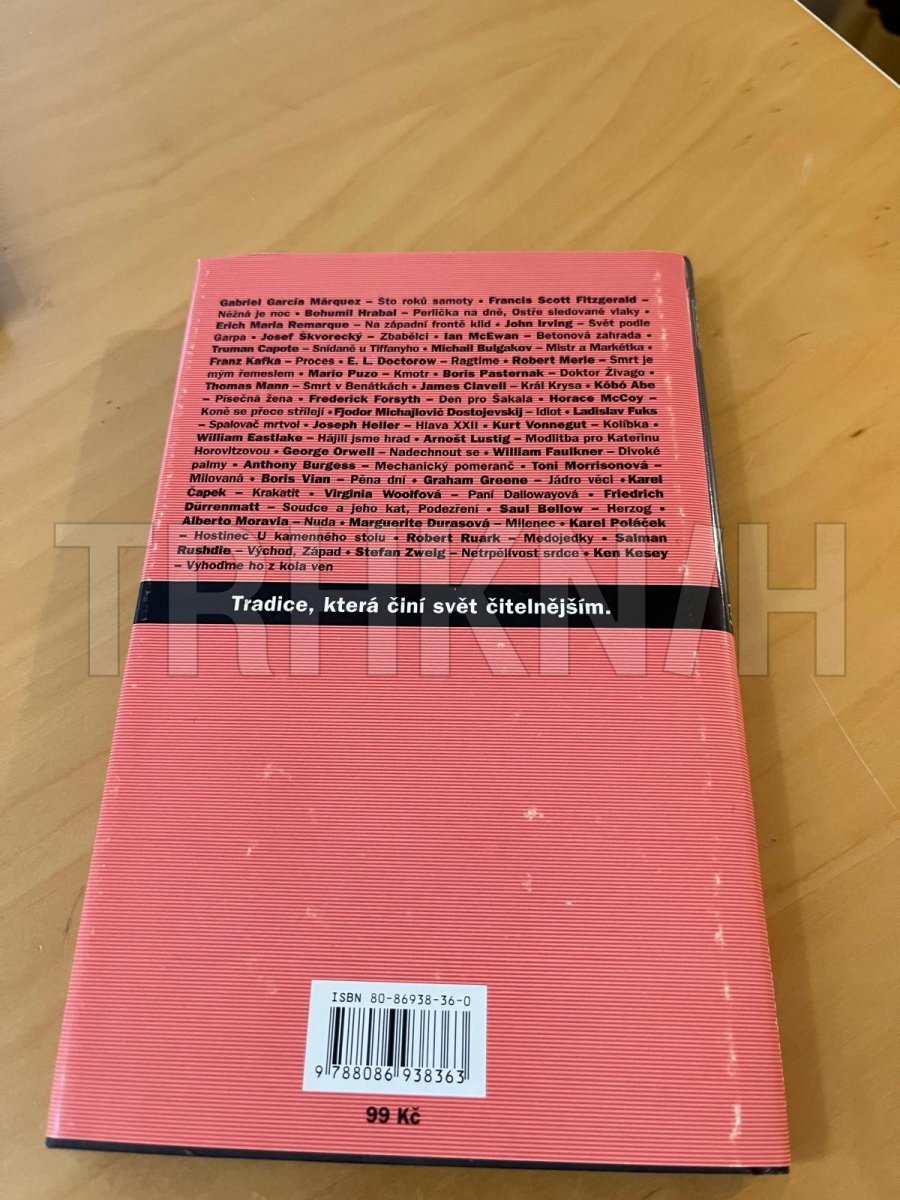 Gabriel García Márquez – Sto roků samoty • Francis Scott Fitzgerald –
Něžná je noc • Bohumil Hrabal – Perlička na dně, Ostře sledované vlaky •
Erich Maria Remarque – Na západní frontě klid • John Irving – Svět podle
Garpa • Josef Škvorecký – Zbabělci • Ian McEwan – Betonová zahrada •
Truman Capote – Snídaně u Tiffanyho • Michail Bulgakov – Mistr a Markétka •
Franz Kafka – Proces • E. L. Doctorow – Ragtime • Robert Merle – Smrt je
mým řemeslem • Mario Puzo – Kmotr • Boris Pasternak – Doktor Živago •
Thomas Mann – Smrt v Benátkách • James Clavell – Král Krysa • Kóbó Abe
– Písečná žena • Frederick Forsyth – Den pro Šakala • Horace McCoy –
Koně se přece střílejí • Fjodor Michajlovič Dostojevskij – Idiot • Ladislav Fuks
– Spalovač mrtvol • Joseph Heller – Hlava XXII • Kurt Vonnegut – Kolíbka •
William Eastlake – Hájili jsme hrad • Arnošt Lustig – Modlitba pro Kateřinu
Horovitzovou • George Orwell – Nadechnout se • William Faulkner – Divoké
palmy • Anthony Burgess – Mechanický pomeranč • Toni Morrisonová –
Milovaná • Boris Vian – Pěna dní • Graham Greene – Jádro věci • Karel
Čapek – Krakatit • Virginia Woolfová – Paní Dallowayová • Friedrich
Dürrenmatt – Soudce a jeho kat, Podezření • Saul Bellow – Herzog •
Alberto Moravia – Nuda • Marguerite Durasová – Milenec • Karel Poláček
– Hostinec U kamenného stolu • Robert Ruark – Medojedky • Salman
Rushdie – Východ, Západ • Stefan Zweig – Netrpělivost srdce • Ken Kesey
– Vyhoďme ho z kola ven
Tradice, která činí svět čitelnějším.
TRHKNIH
ISBN 80-86938-36-0
9 788086 938363
99 Kč